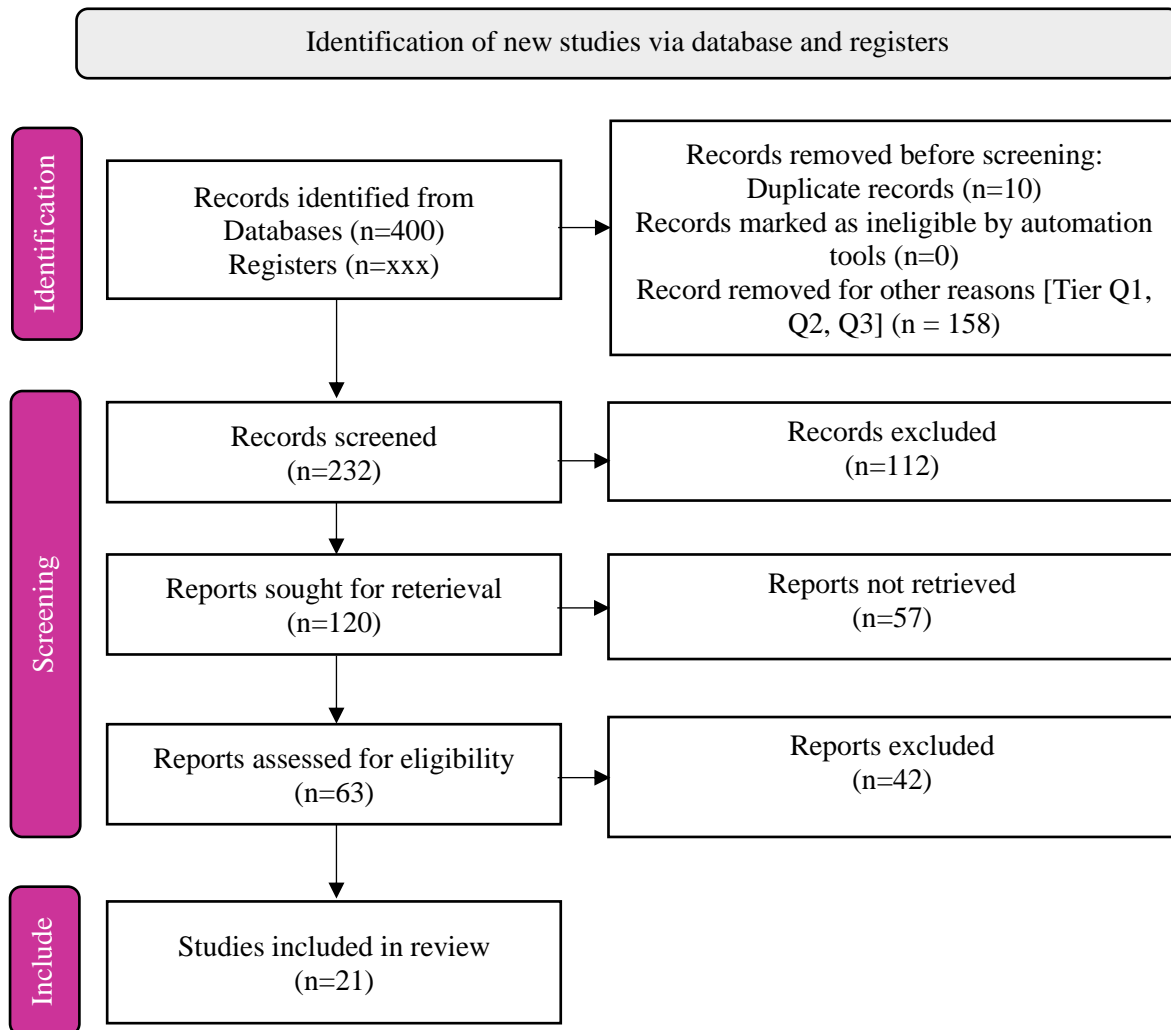 Identification of new studies via database and registers
Identification
Records identified from
Databases (n=400)
Registers (n=xxx)
Records removed before screening:
Duplicate records (n=10)
Records marked as ineligible by automation
tools (n=0)
Record removed for other reasons [Tier Q1,
Q2, Q3] (n = 158)
Screening
Records screened
(n=232)
Records excluded
(n=112)
Reports sought for reterieval
(n=120)
Reports not retrieved
(n=57)
Reports assessed for eligibility
(n=63)
Reports excluded
(n=42)
Include
Studies included in review
(n=21)